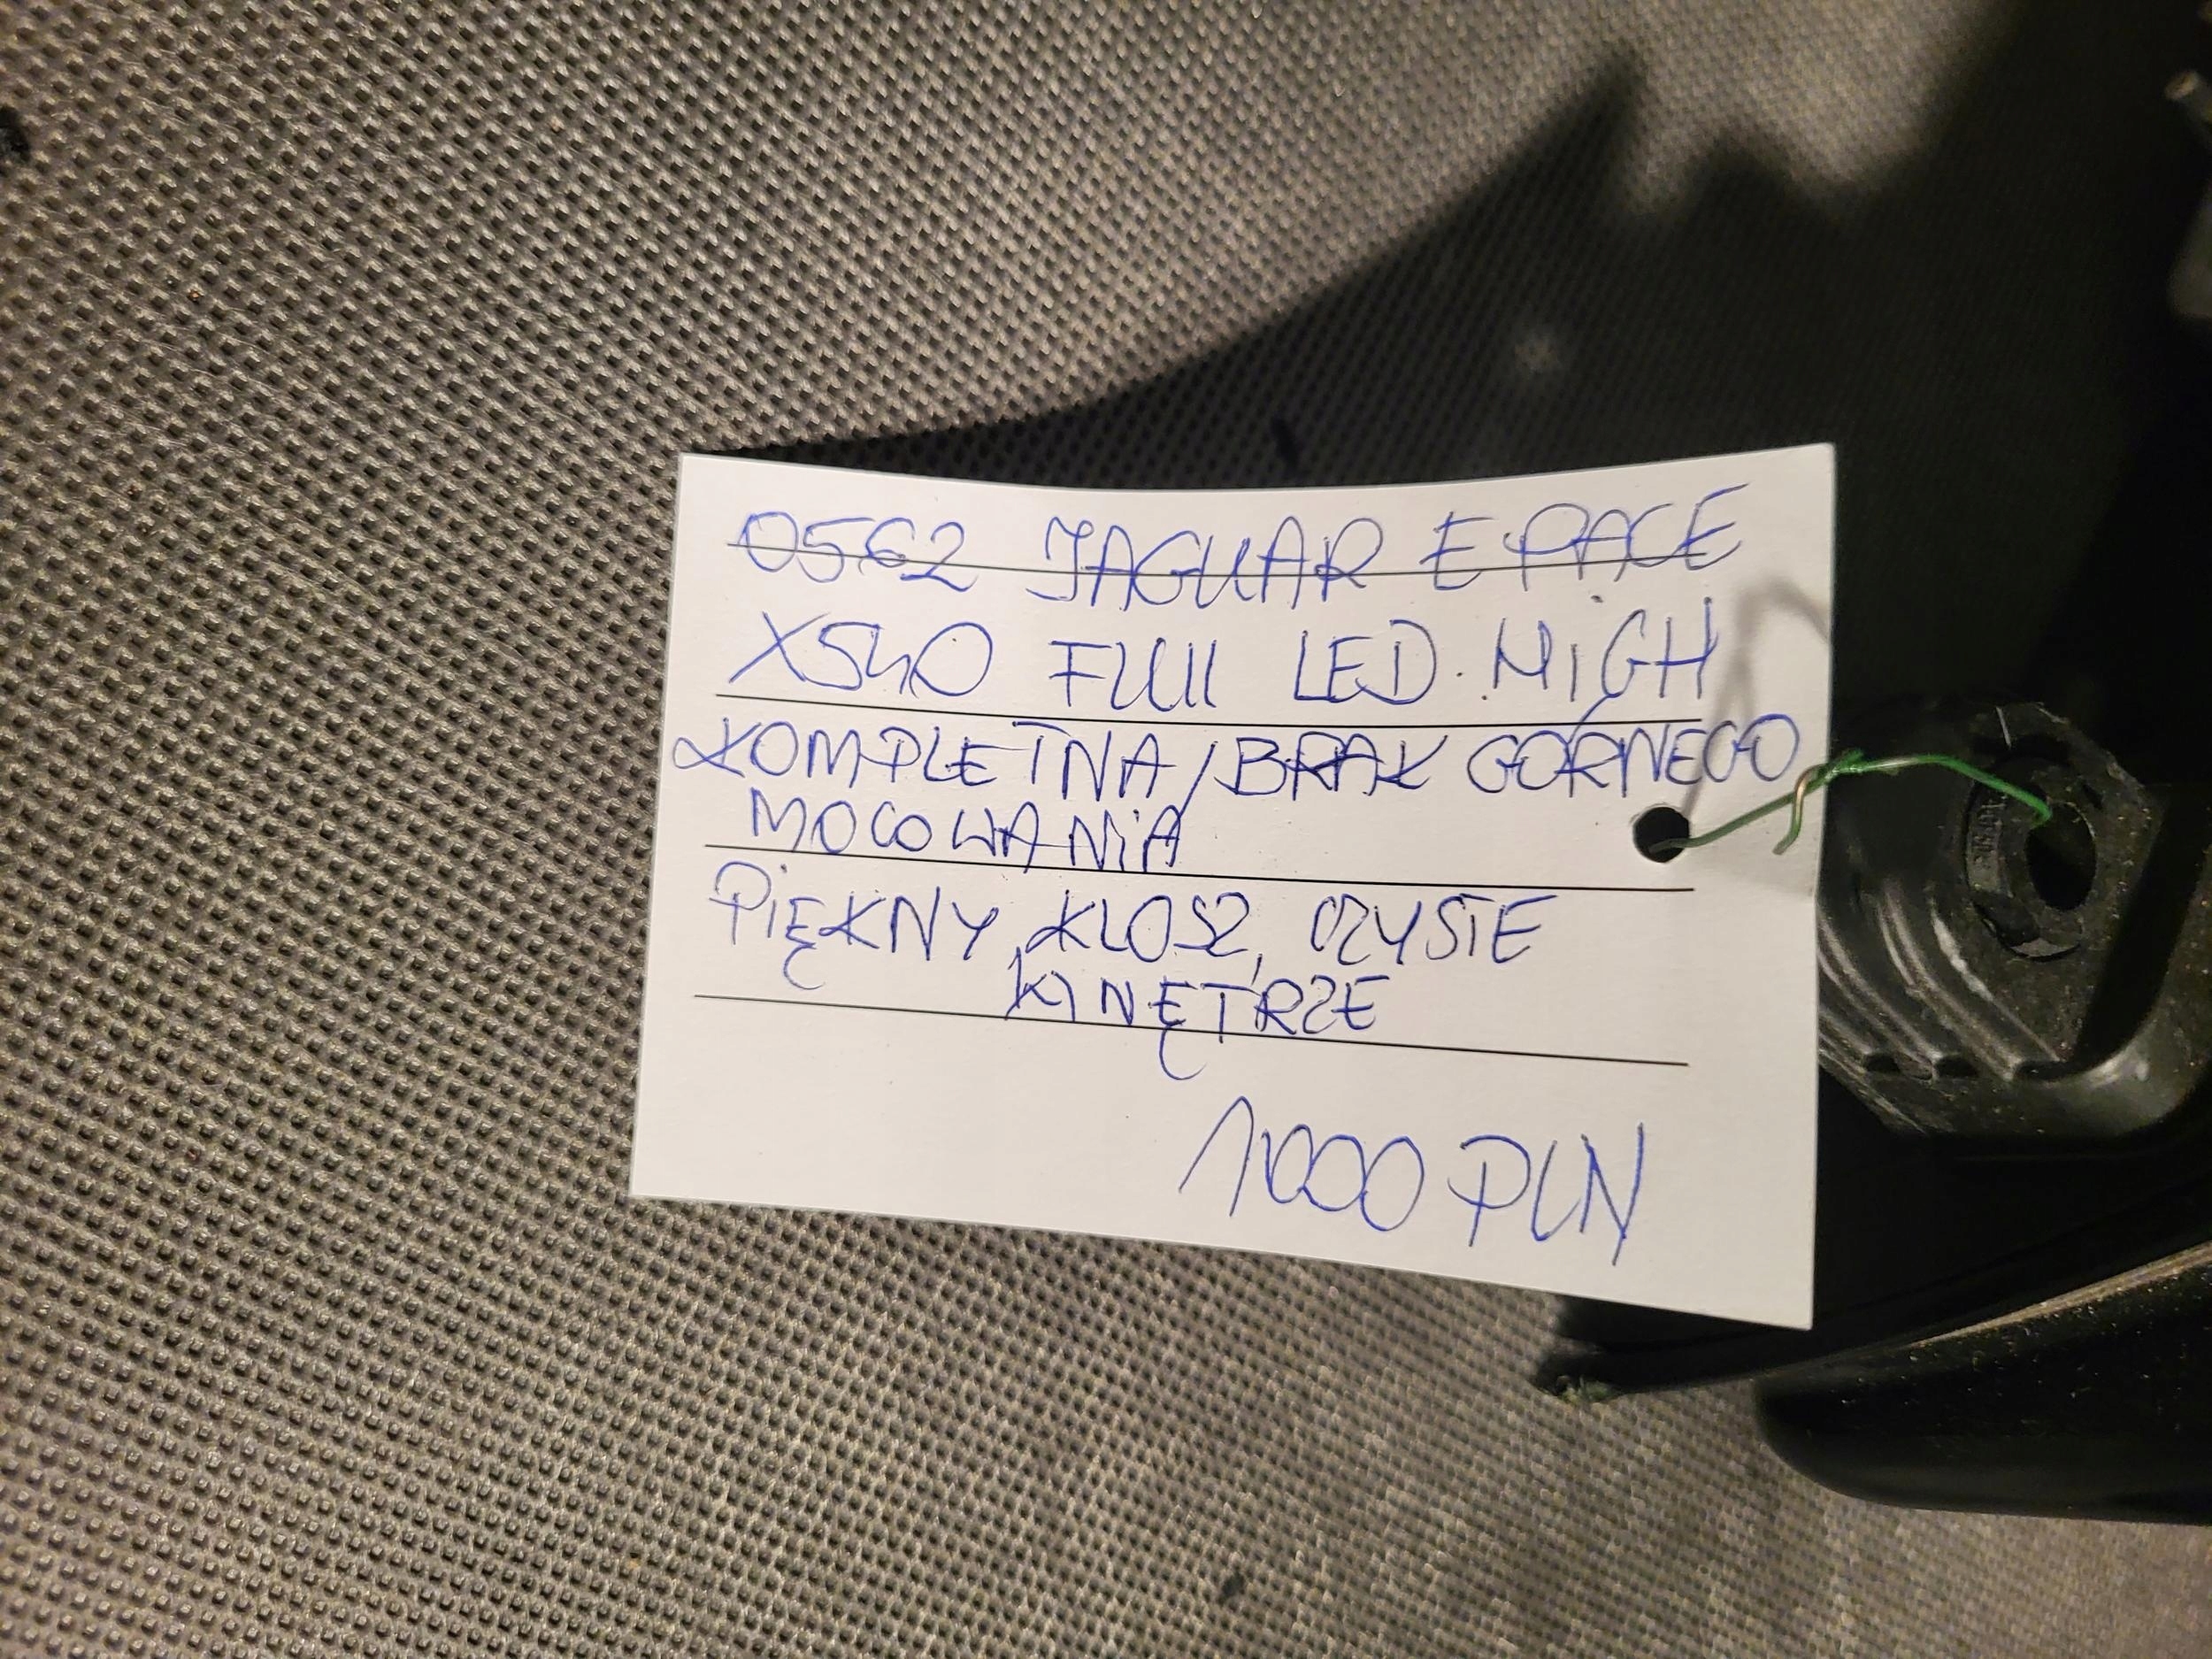 0562 JAGUAR E PACE
X540 FULL LED HiGH
KOMPLETNA/BRAK GÓRNEGO
MOCOWANiA
PiĘKNY KLOSZ, CZYSTE
WNĘTRZE
1000 PLN